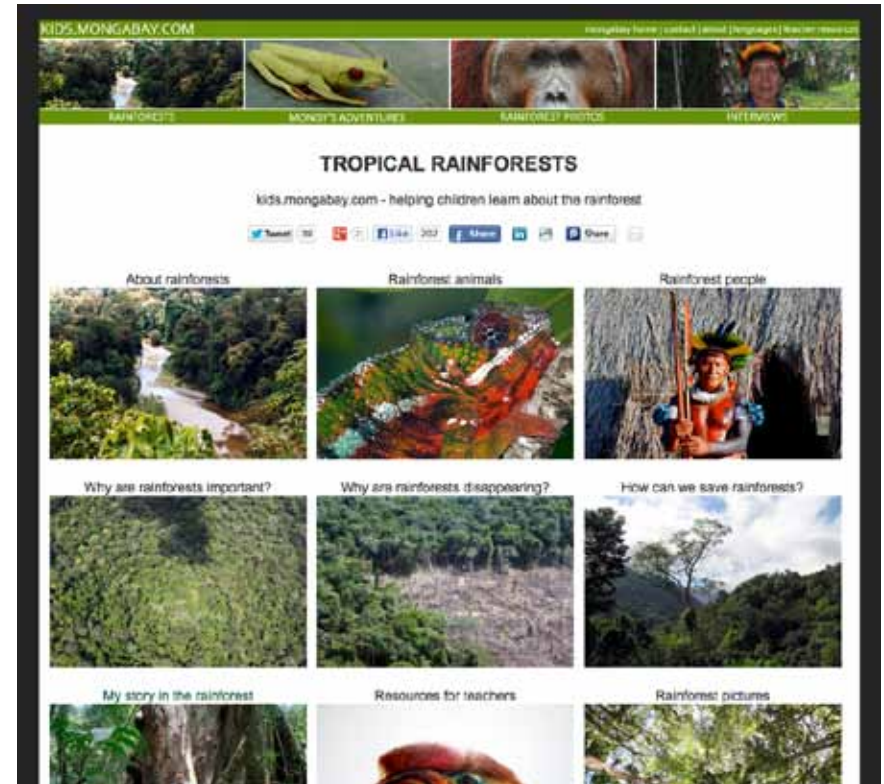 KIDS.MONGABAY.COM
mongabay home | contact | about | languages | teacher resources
RAINFORESTS MONGY'S ADVENTURES RAINFOREST PHOTOS INTERVIEWS
TROPICAL RAINFORESTS
kids.mongabay.com - helping children learn about the rainforest
Tweet Like 202 Share in Share
About rainforests Rainforest animals Rainforest people
Why are rainforests important? Why are rainforests disappearing? How can we save rainforests?
My story in the rainforest Resources for teachers Rainforest pictures